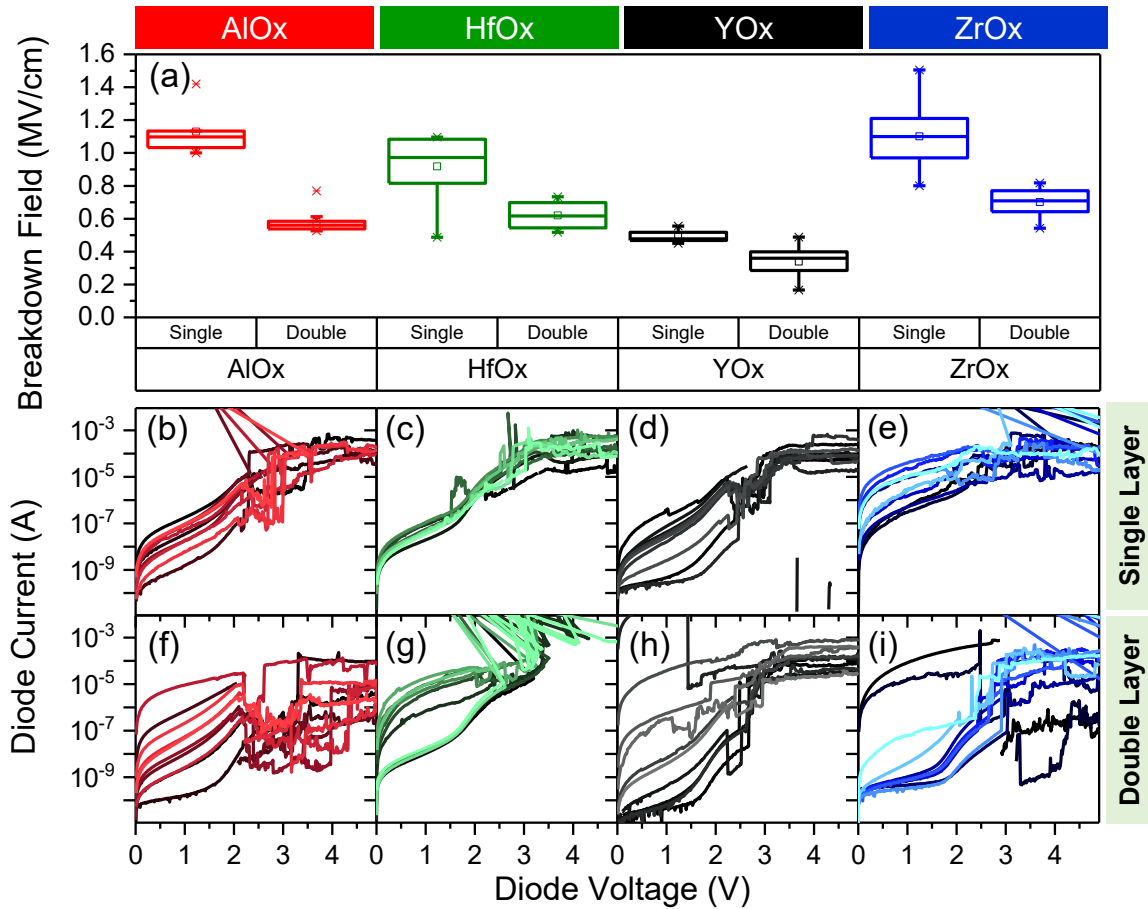 AlOx HfOx YOx ZrOx
Breakdown Field (MV/cm)
(a)
1.6
1.4
1.2
1.0
0.8
0.6
0.4
0.2
0.0
Single Double Single Double Single Double Single Double
AlOx HfOx YOx ZrOx
Diode Current (A)
(b) (c) (d) (e)
10⁻³
10⁻⁵
10⁻⁷
10⁻⁹
Single Layer
(f) (g) (h) (i)
10⁻³
10⁻⁵
10⁻⁷
10⁻⁹
Double Layer
0 1 2 3 4 0 1 2 3 4 0 1 2 3 4 0 1 2 3 4
Diode Voltage (V)